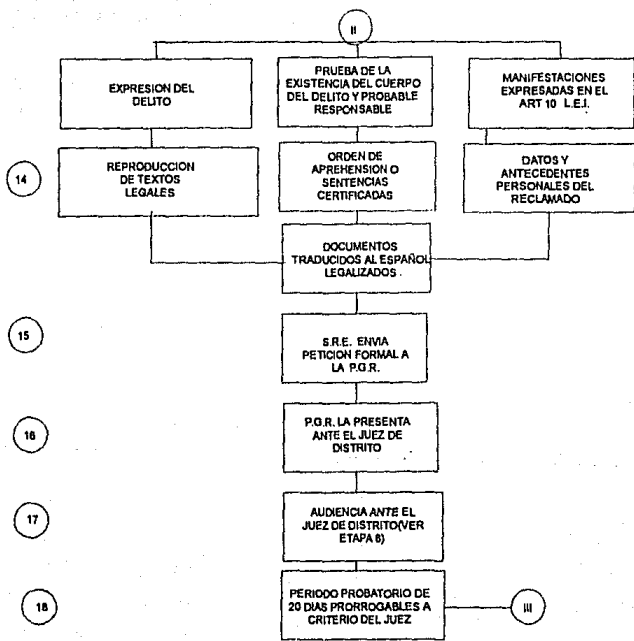 II
EXPRESION DEL
DELITO
PRUEBA DE LA
EXISTENCIA DEL CUERPO
DEL DELITO Y PROBABLE
RESPONSABLE
MANIFESTACIONES
EXPRESADAS EN EL
ART 10 L.E.I.
14
REPRODUCCION
DE TEXTOS
LEGALES
ORDEN DE
APREHENSION O
SENTENCIAS
CERTIFICADAS
DATOS Y
ANTECEDENTES
PERSONALES DEL
RECLAMADO
DOCUMENTOS
TRADUCIDOS AL ESPAÑOL
LEGALIZADOS .
15
S.R.E. ENVIA
PETICION FORMAL A
LA P.G.R.
16
P.G.R. LA PRESENTA
ANTE EL JUEZ DE
DISTRITO
17
AUDIENCIA ANTE EL
JUEZ DE DISTRITO(VER
ETAPA 6)
18
PERIODO PROBATORIO DE
20 DIAS PRORROGABLES A
CRITERIO DEL JUEZ
III